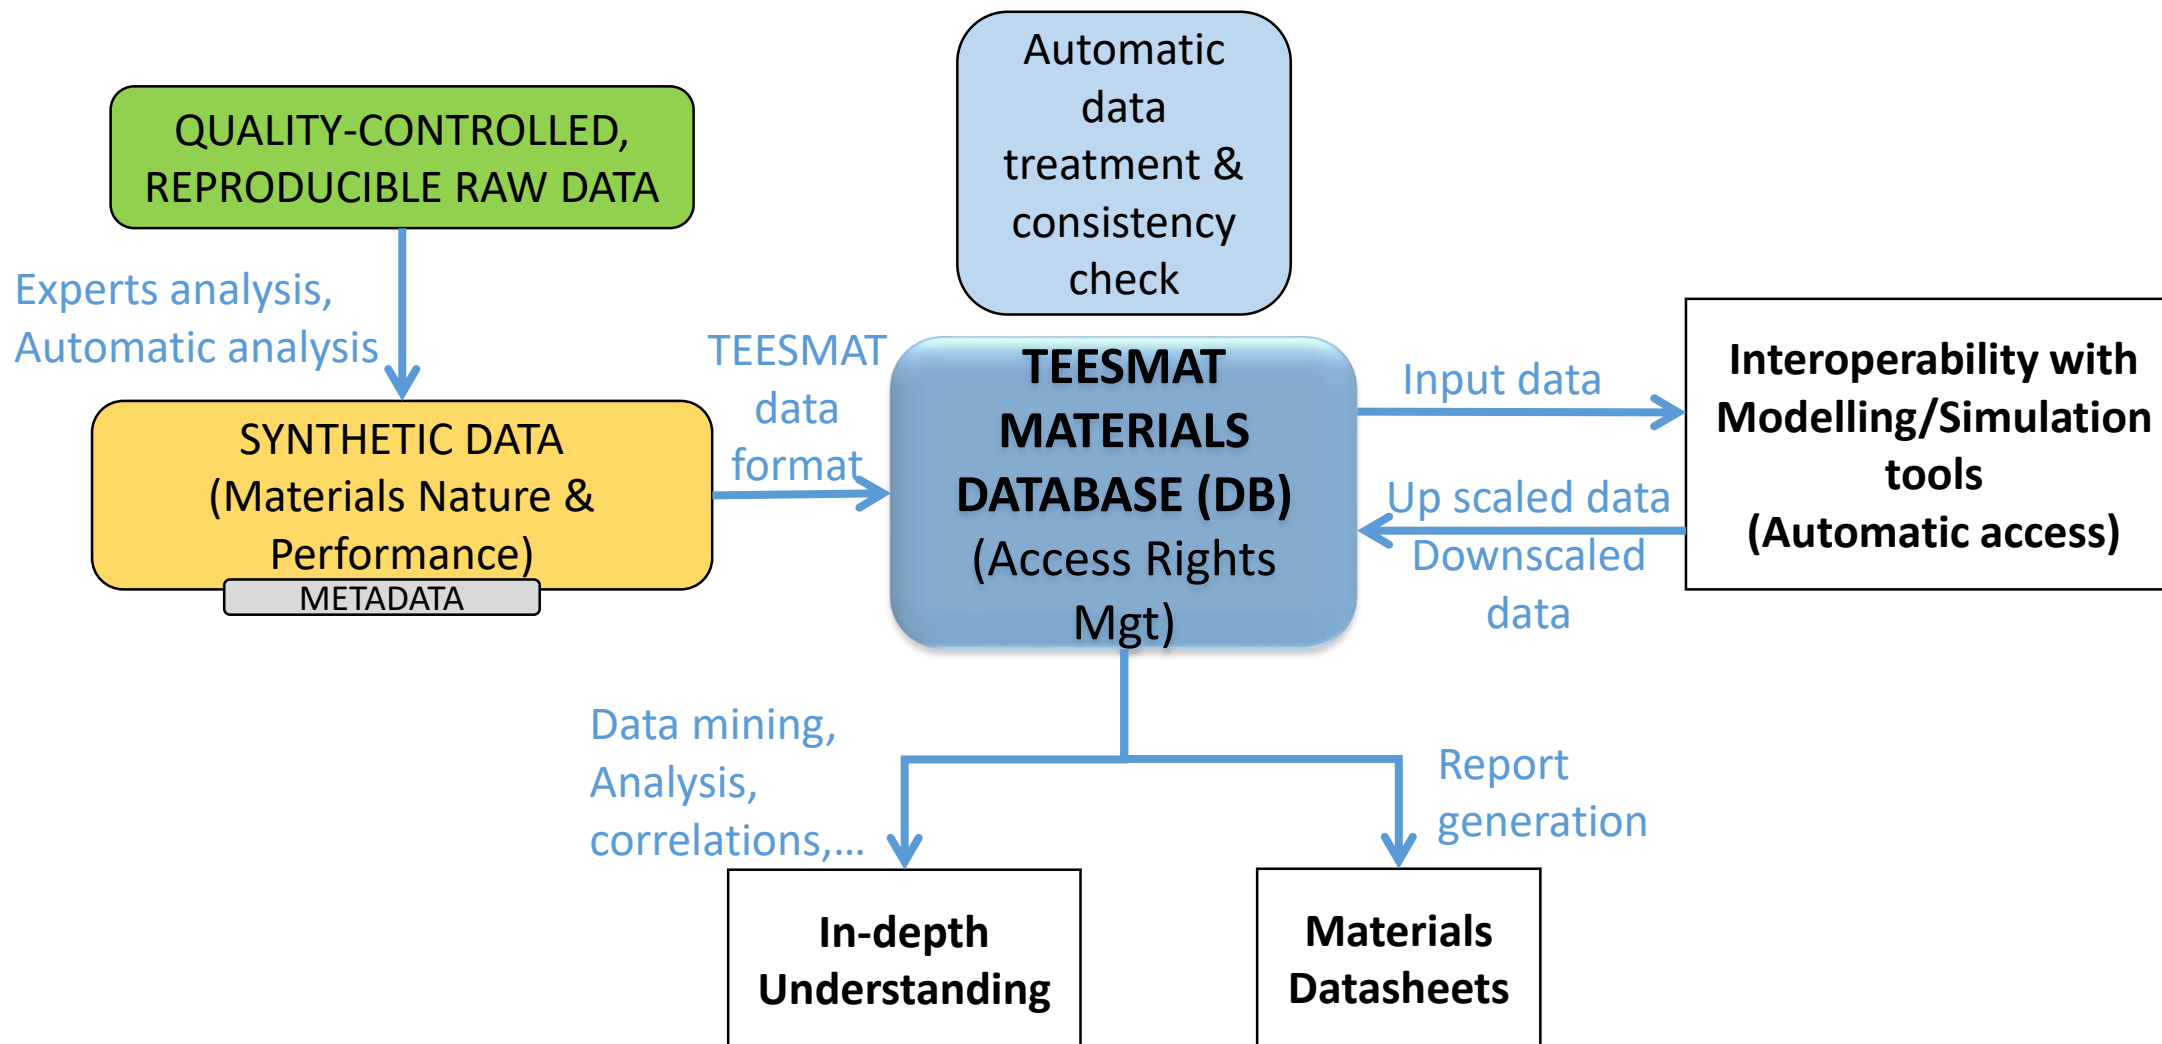 Automatic
data
treatment &
consistency
check
QUALITY-CONTROLLED,
REPRODUCIBLE RAW DATA
Experts analysis,
Automatic analysis
SYNTHETIC DATA
(Materials Nature &
Performance)
METADATA
TEESMAT
data
format
TEESMAT
MATERIALS
DATABASE (DB)
(Access Rights
Mgt)
Input data
Up scaled data
Downscaled
data
Interoperability with
Modelling/Simulation
tools
(Automatic access)
Data mining,
Analysis,
correlations,...
Report
generation
In-depth
Understanding
Materials
Datasheets